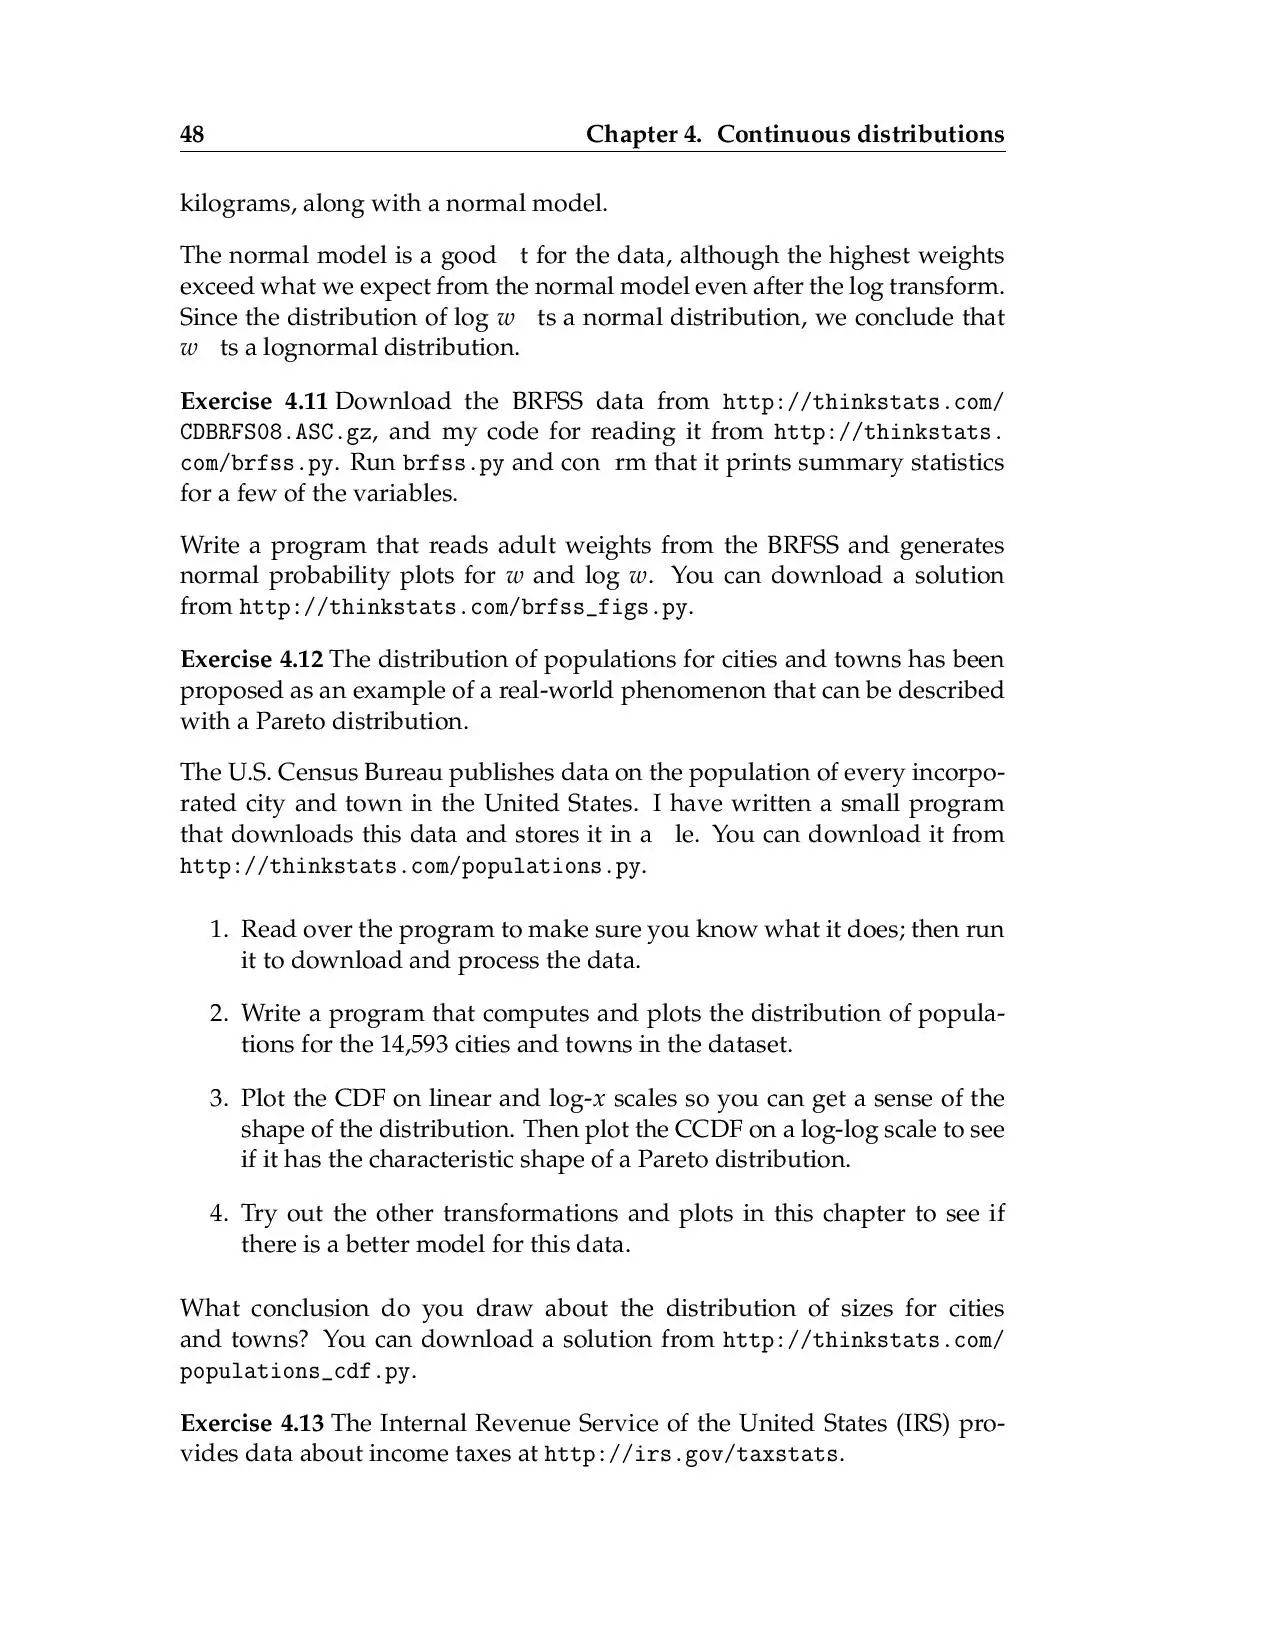 48 Chapter 4. Continuous distributions
kilograms, along with a normal model.
The normal model is a good t for the data, although the highest weights
exceed what we expect from the normal model even after the log transform.
Since the distribution of log w ts a normal distribution, we conclude that
w ts a lognormal distribution.
Exercise 4.11 Download the BRFSS data from http://thinkstats.com/
CDBRFS08.ASC.gz, and my code for reading it from http://thinkstats.
com/brfss.py. Run brfss.py and con rm that it prints summary statistics
for a few of the variables.
Write a program that reads adult weights from the BRFSS and generates
normal probability plots for w and log w. You can download a solution
from http://thinkstats.com/brfss_figs.py.
Exercise 4.12 The distribution of populations for cities and towns has been
proposed as an example of a real-world phenomenon that can be described
with a Pareto distribution.
The U.S. Census Bureau publishes data on the population of every incorpo-
rated city and town in the United States. I have written a small program
that downloads this data and stores it in a le. You can download it from
http://thinkstats.com/populations.py.
1. Read over the program to make sure you know what it does; then run
it to download and process the data.
2. Write a program that computes and plots the distribution of popula-
tions for the 14,593 cities and towns in the dataset.
3. Plot the CDF on linear and log-x scales so you can get a sense of the
shape of the distribution. Then plot the CCDF on a log-log scale to see
if it has the characteristic shape of a Pareto distribution.
4. Try out the other transformations and plots in this chapter to see if
there is a better model for this data.
What conclusion do you draw about the distribution of sizes for cities
and towns? You can download a solution from http://thinkstats.com/
populations_cdf.py.
Exercise 4.13 The Internal Revenue Service of the United States (IRS) pro-
vides data about income taxes at http://irs.gov/taxstats.